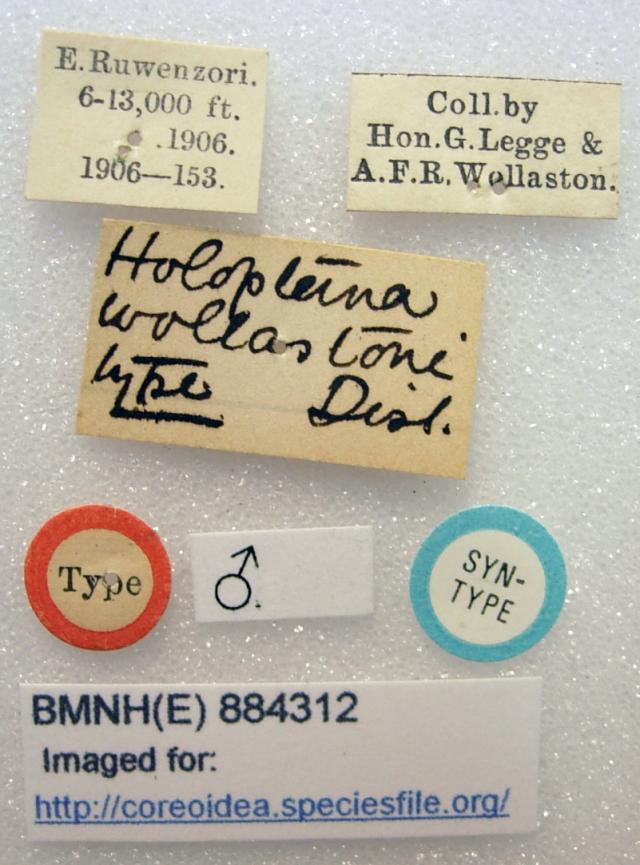 E.Ruwenzori.
6-13,000 ft.
.1906.
1906—153.
Coll.by
Hon.G.Legge &
A.F.R.Wollaston.
Holopterna
wollastoni
type Dist.
Type
♂
SYN-
TYPE
BMNH(E) 884312
Imaged for:
http://coreoidea.speciesfile.org/